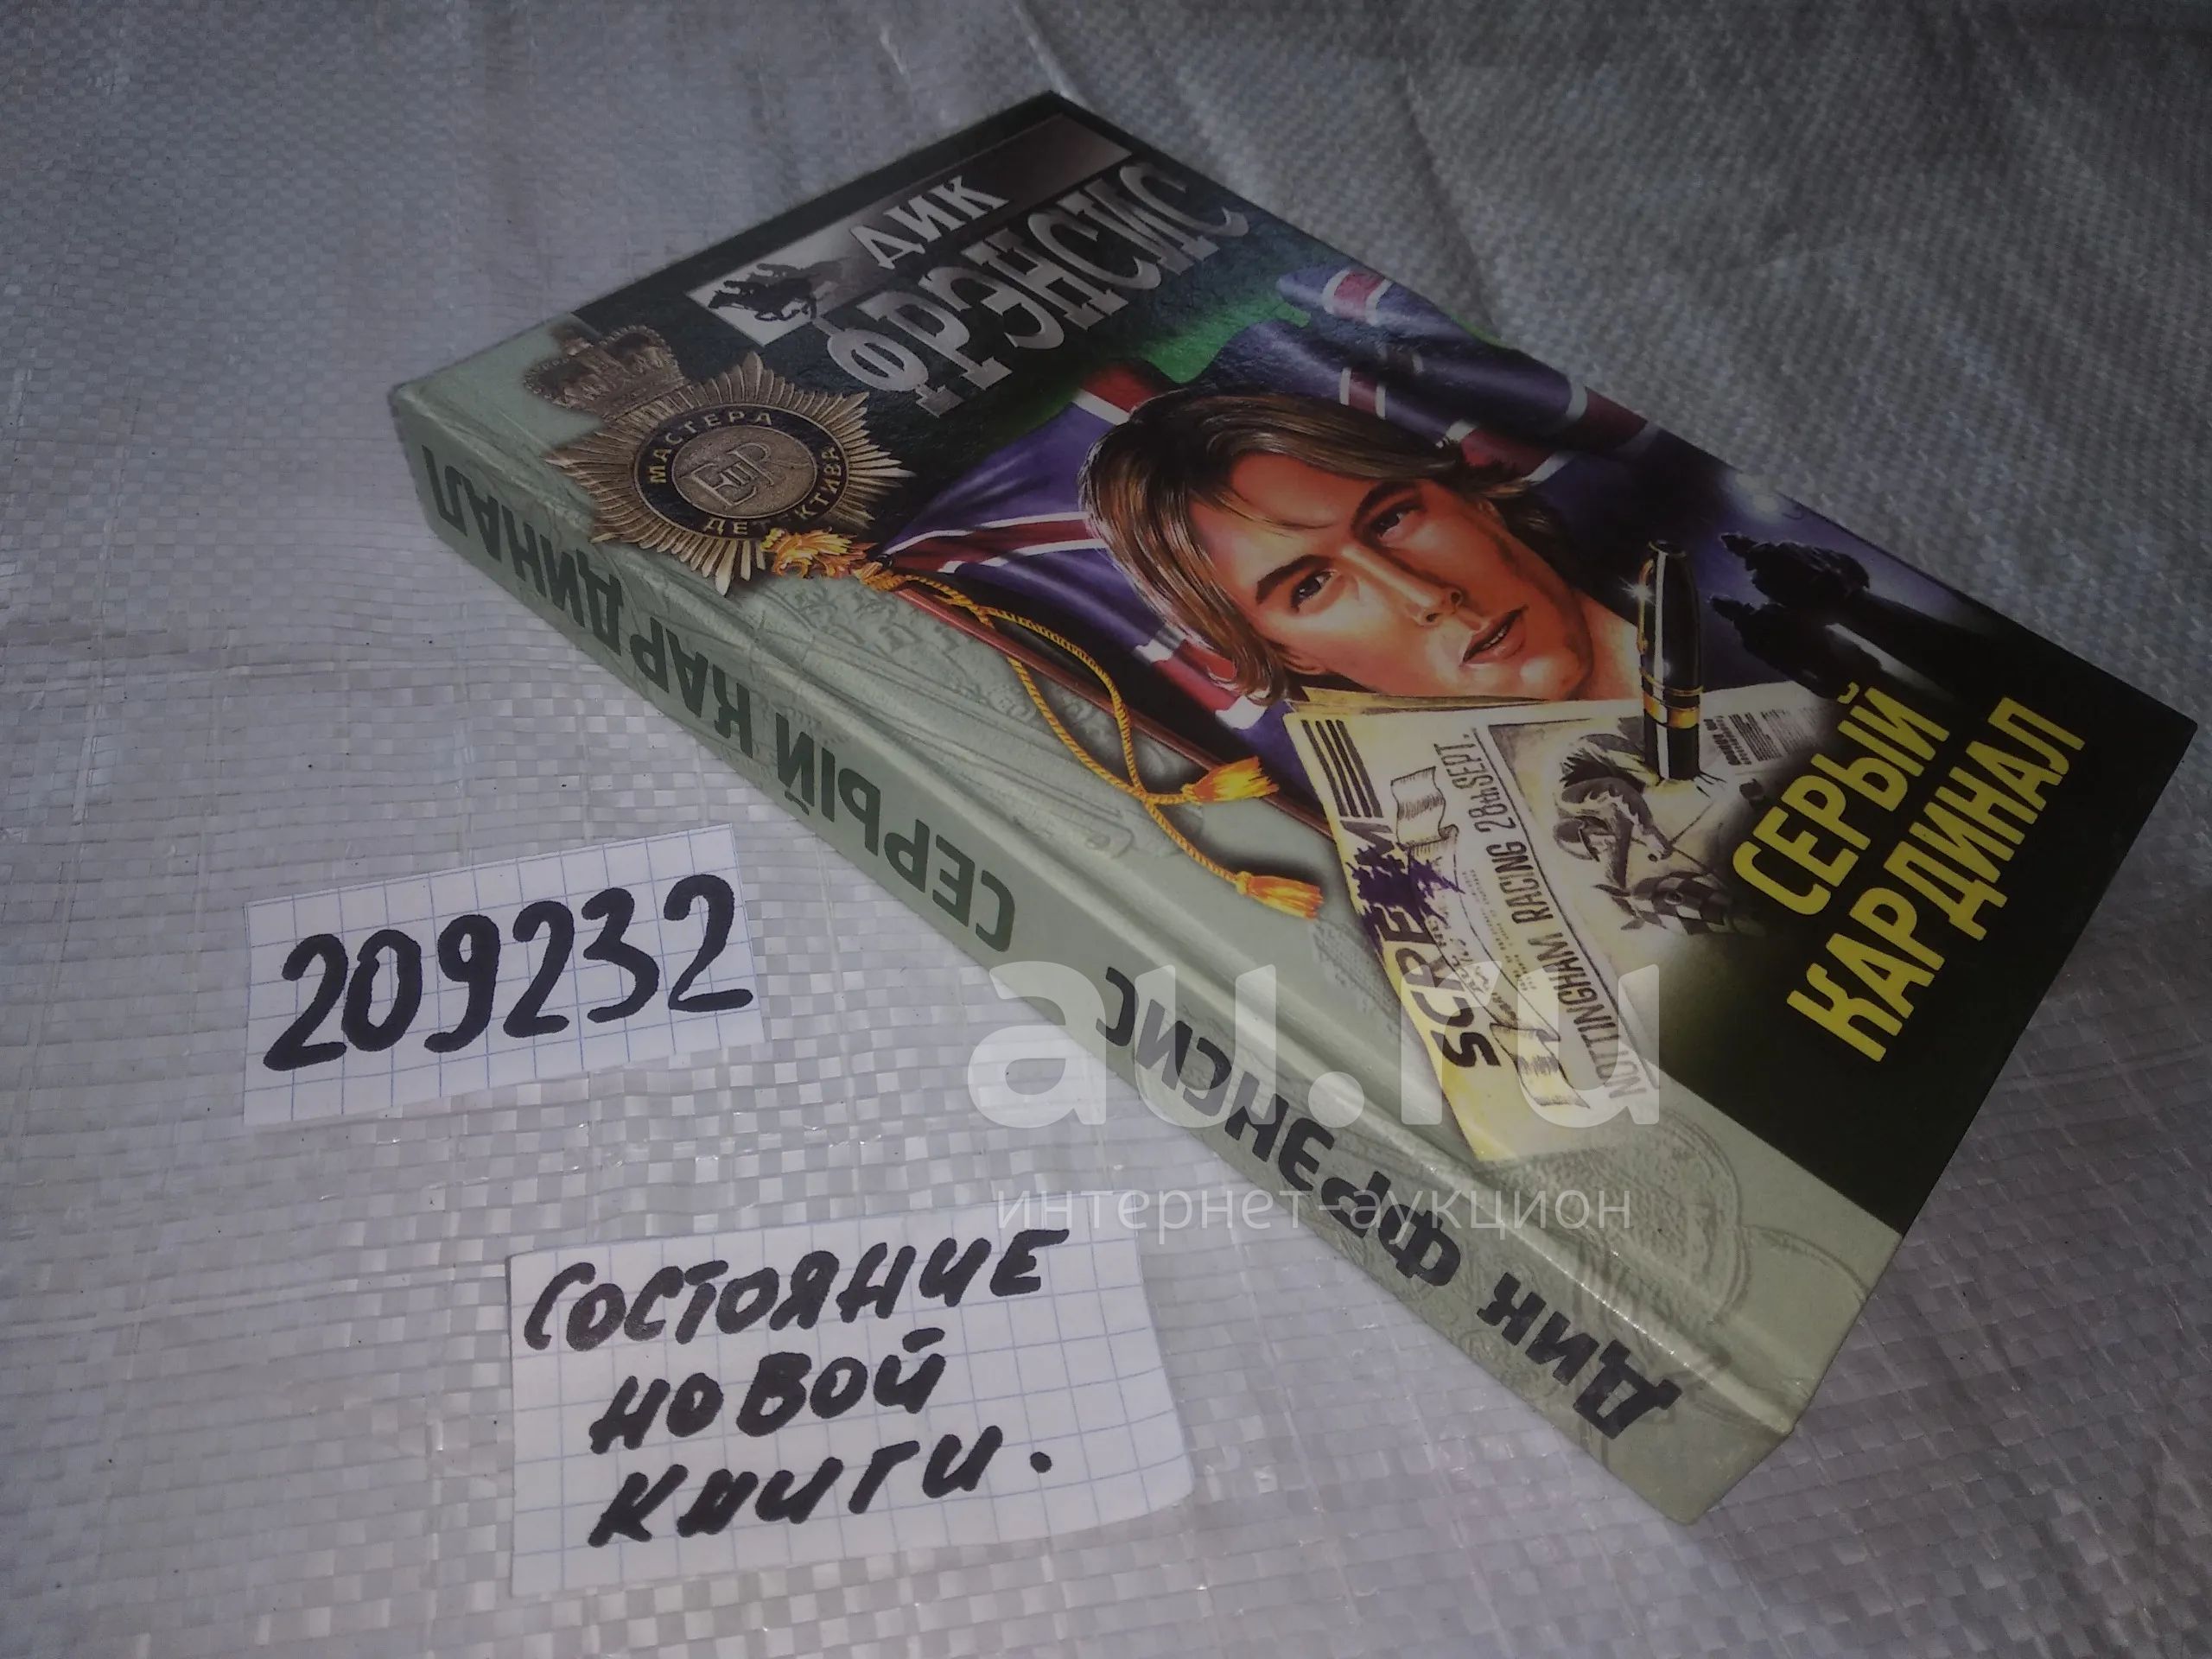 ДИК
ФРЭНСИС
МАСТЕРА
EIIR
ДЕТЕКТИВА
SCREAM
NOTTINGHAM RACING 28TH SEPT.
СЕРЫЙ
КАРДИНАЛ
ДИК ФРЭНСИС СЕРЫЙ КАРДИНАЛ
209232
au.ru
интернет-аукцион
СОСТОЯНИЕ
НОВОЙ
КНИГИ.